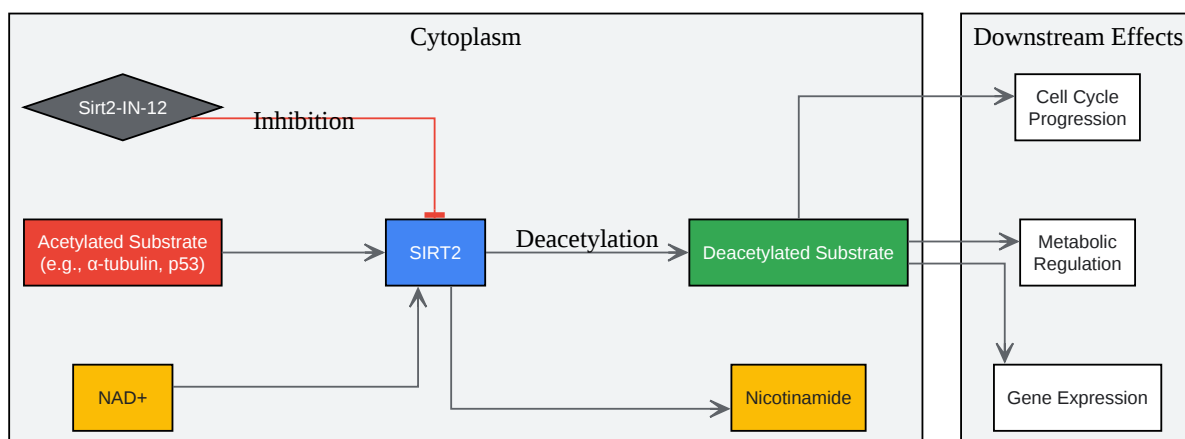 Cytoplasm
Downstream Effects
Sirt2-IN-12
Inhibition
Cell Cycle
Progression
Acetylated Substrate
(e.g., α-tubulin, p53)
SIRT2
Deacetylation
Deacetylated Substrate
Metabolic
Regulation
NAD+
Nicotinamide
Gene Expression